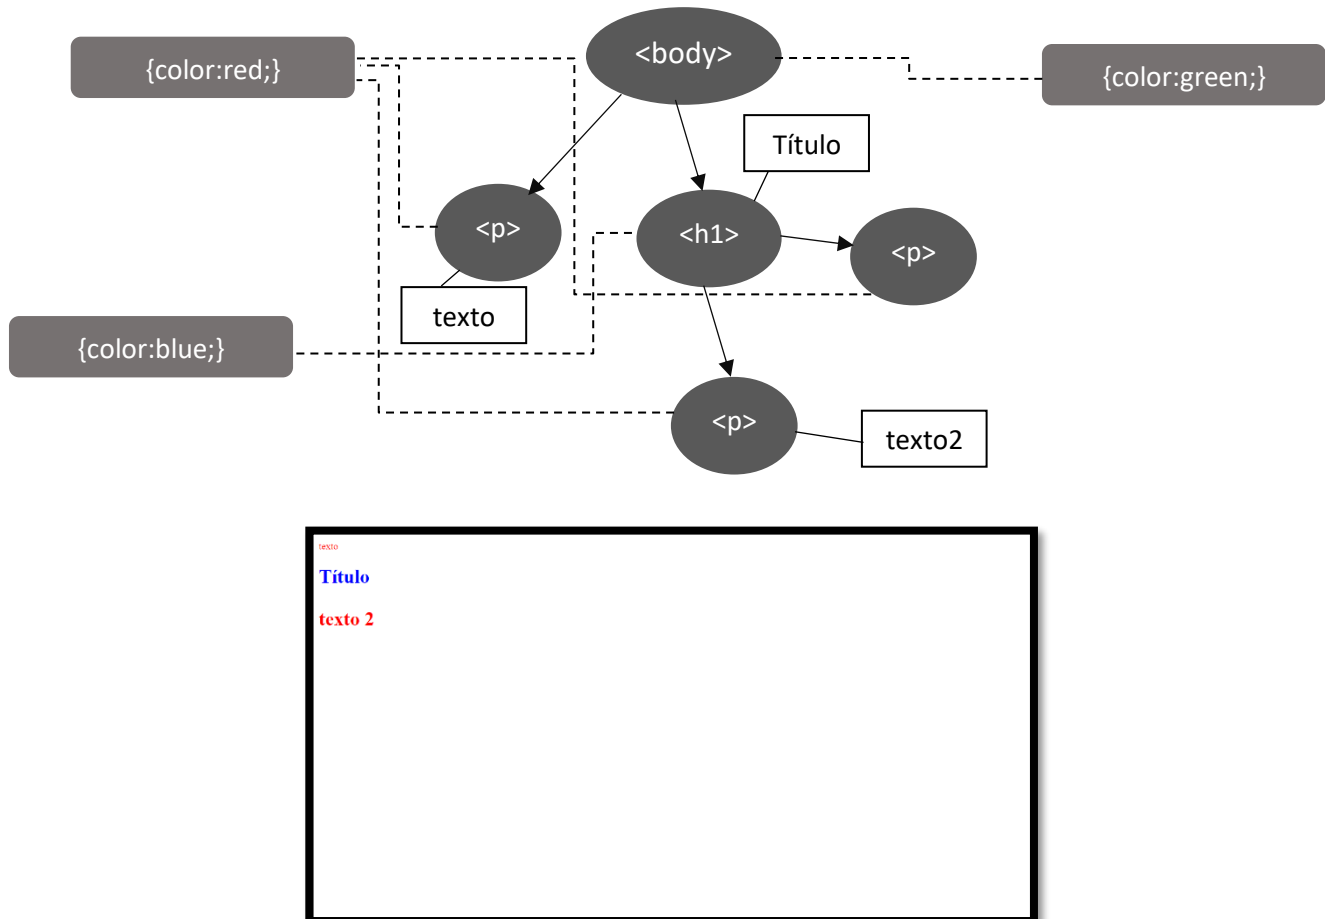 <body>
{color:red;}
{color:green;}
Título
<p>
<h1>
<p>
texto
{color:blue;}
<p>
texto2
texto
Título
texto 2